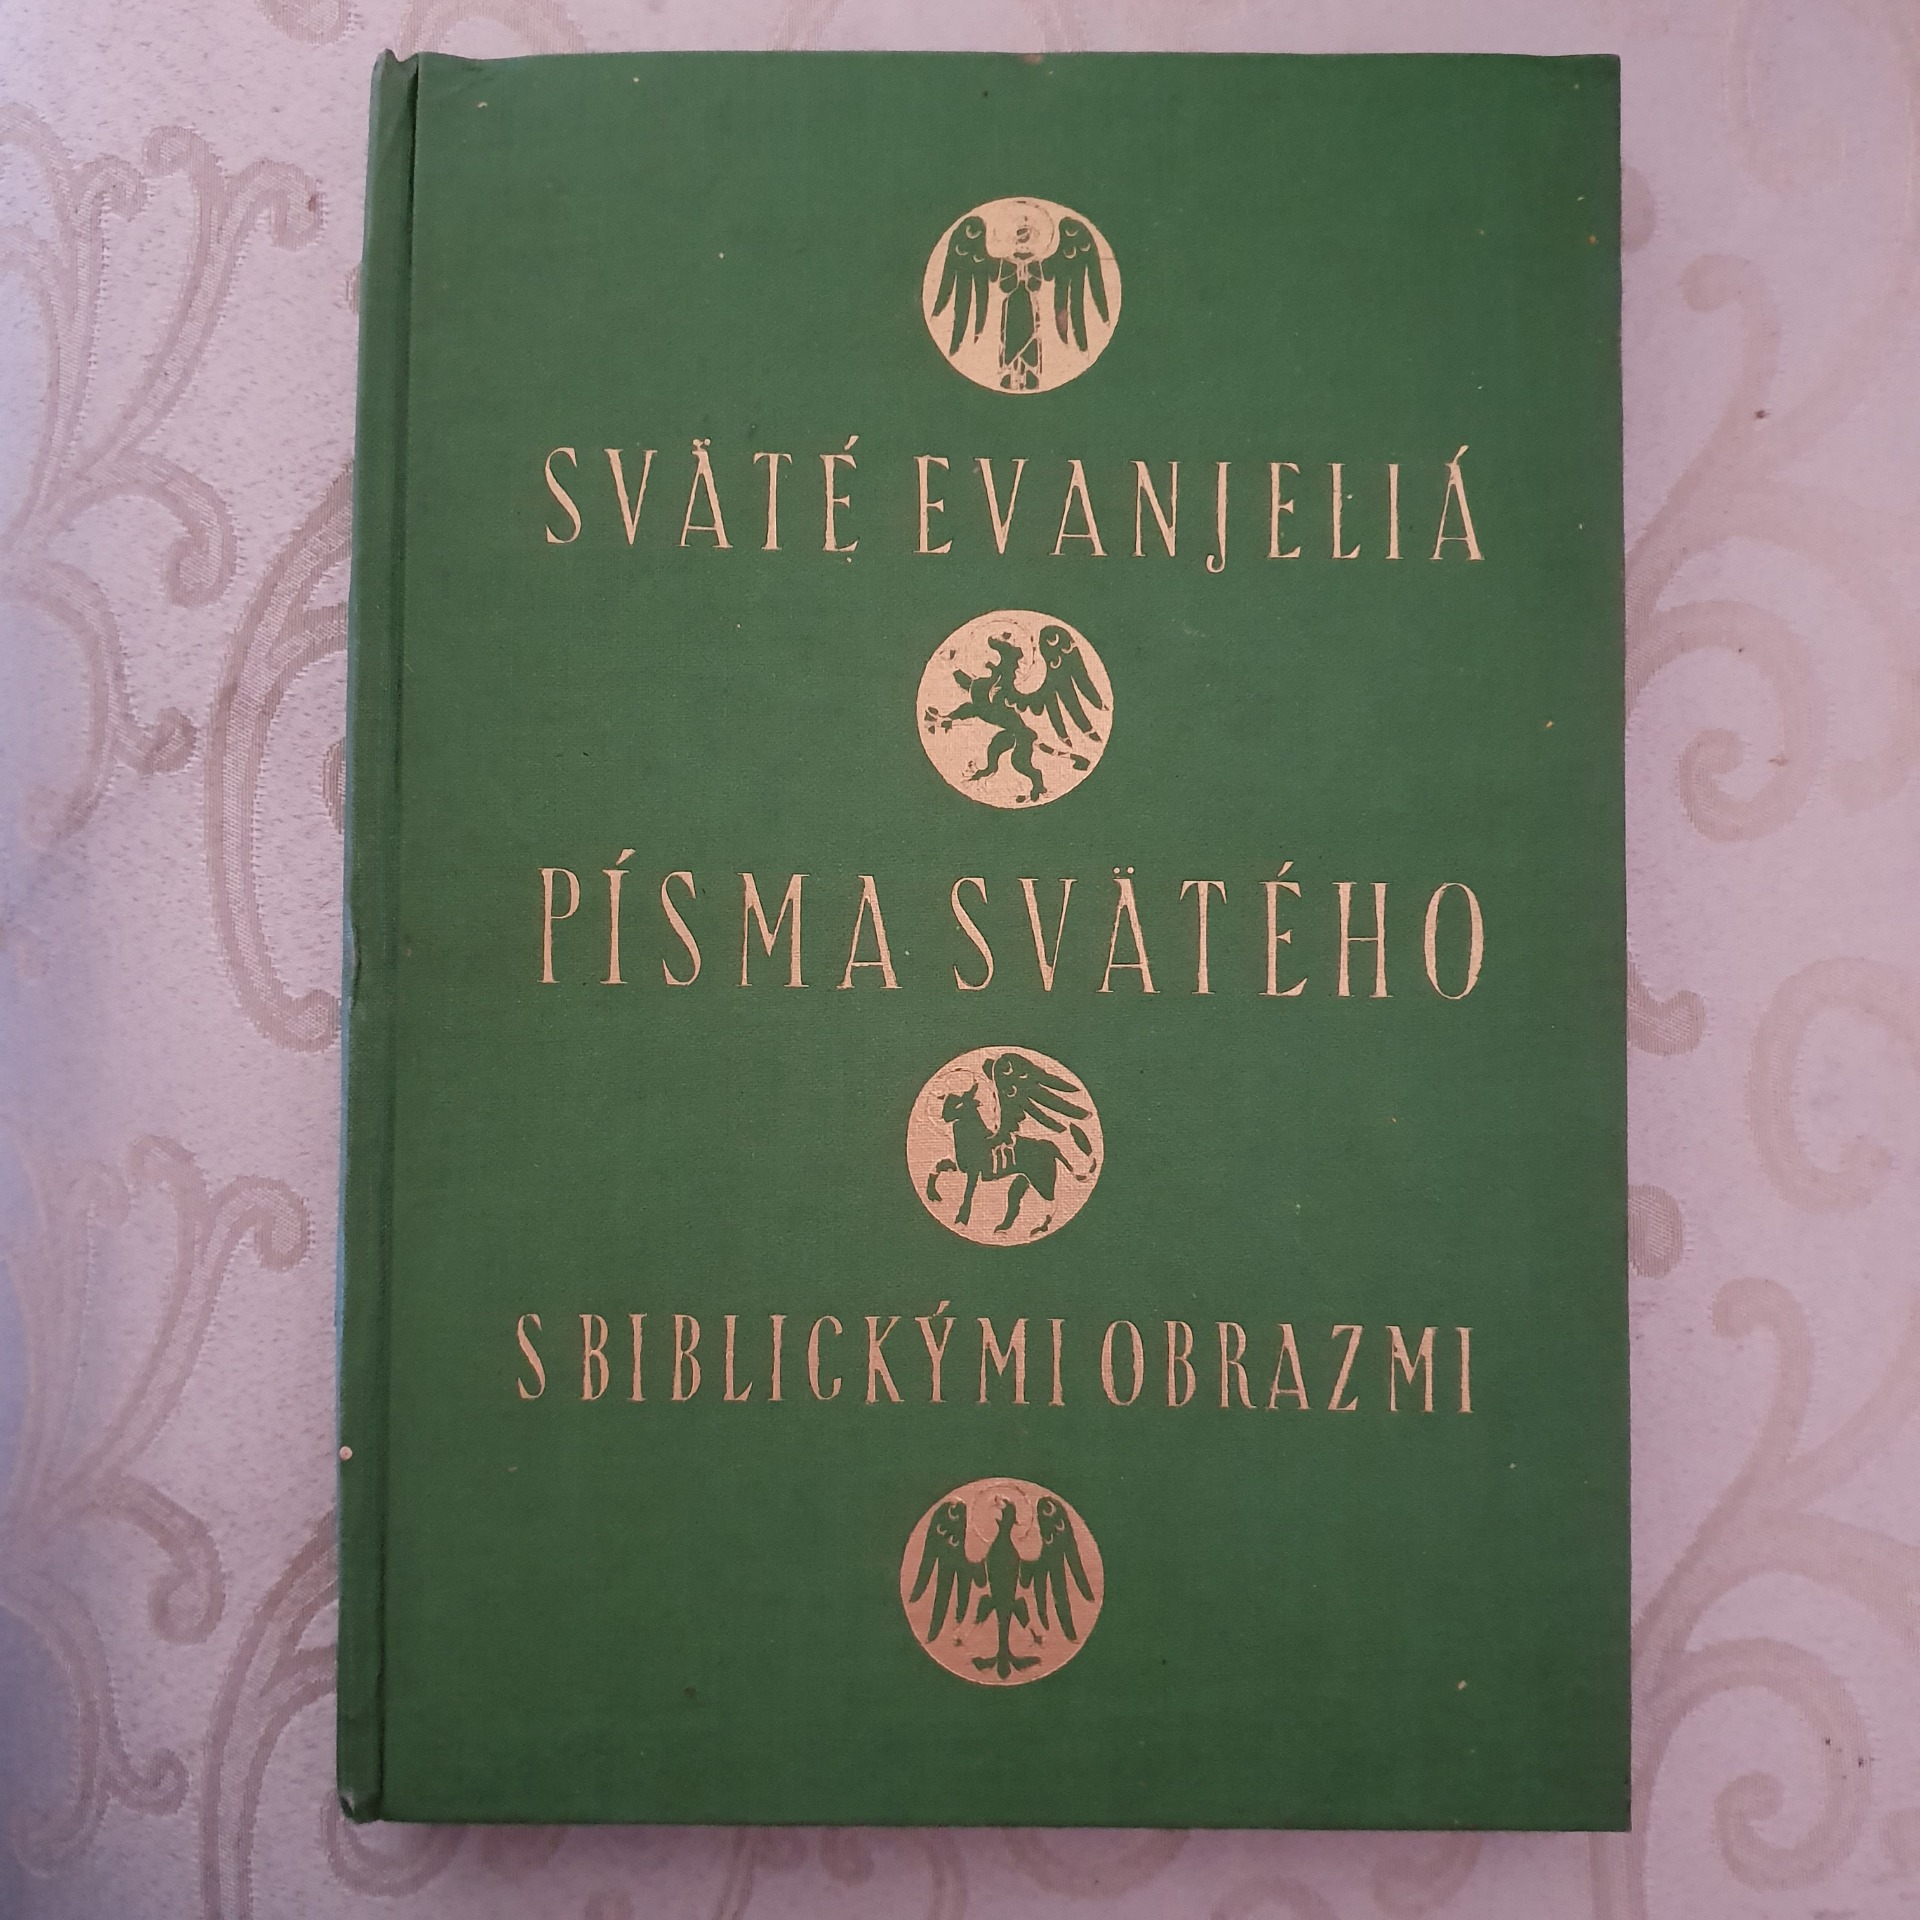 SVÄTÉ EVANJELIÁ
PÍSMA SVÄTÉHO
S BIBLICKÝMI OBRAZMI